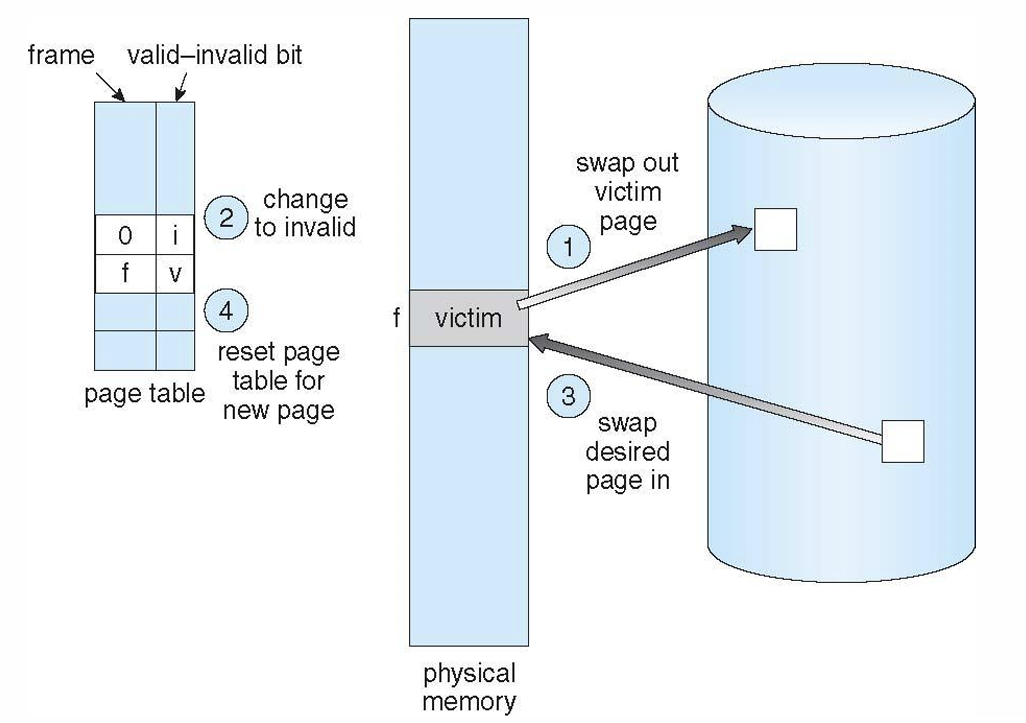 frame
valid–invalid bit
0
i
f
v
2
change
to invalid
4
reset page
table for
new page
page table
f
victim
physical
memory
1
swap out
victim
page
3
swap
desired
page in